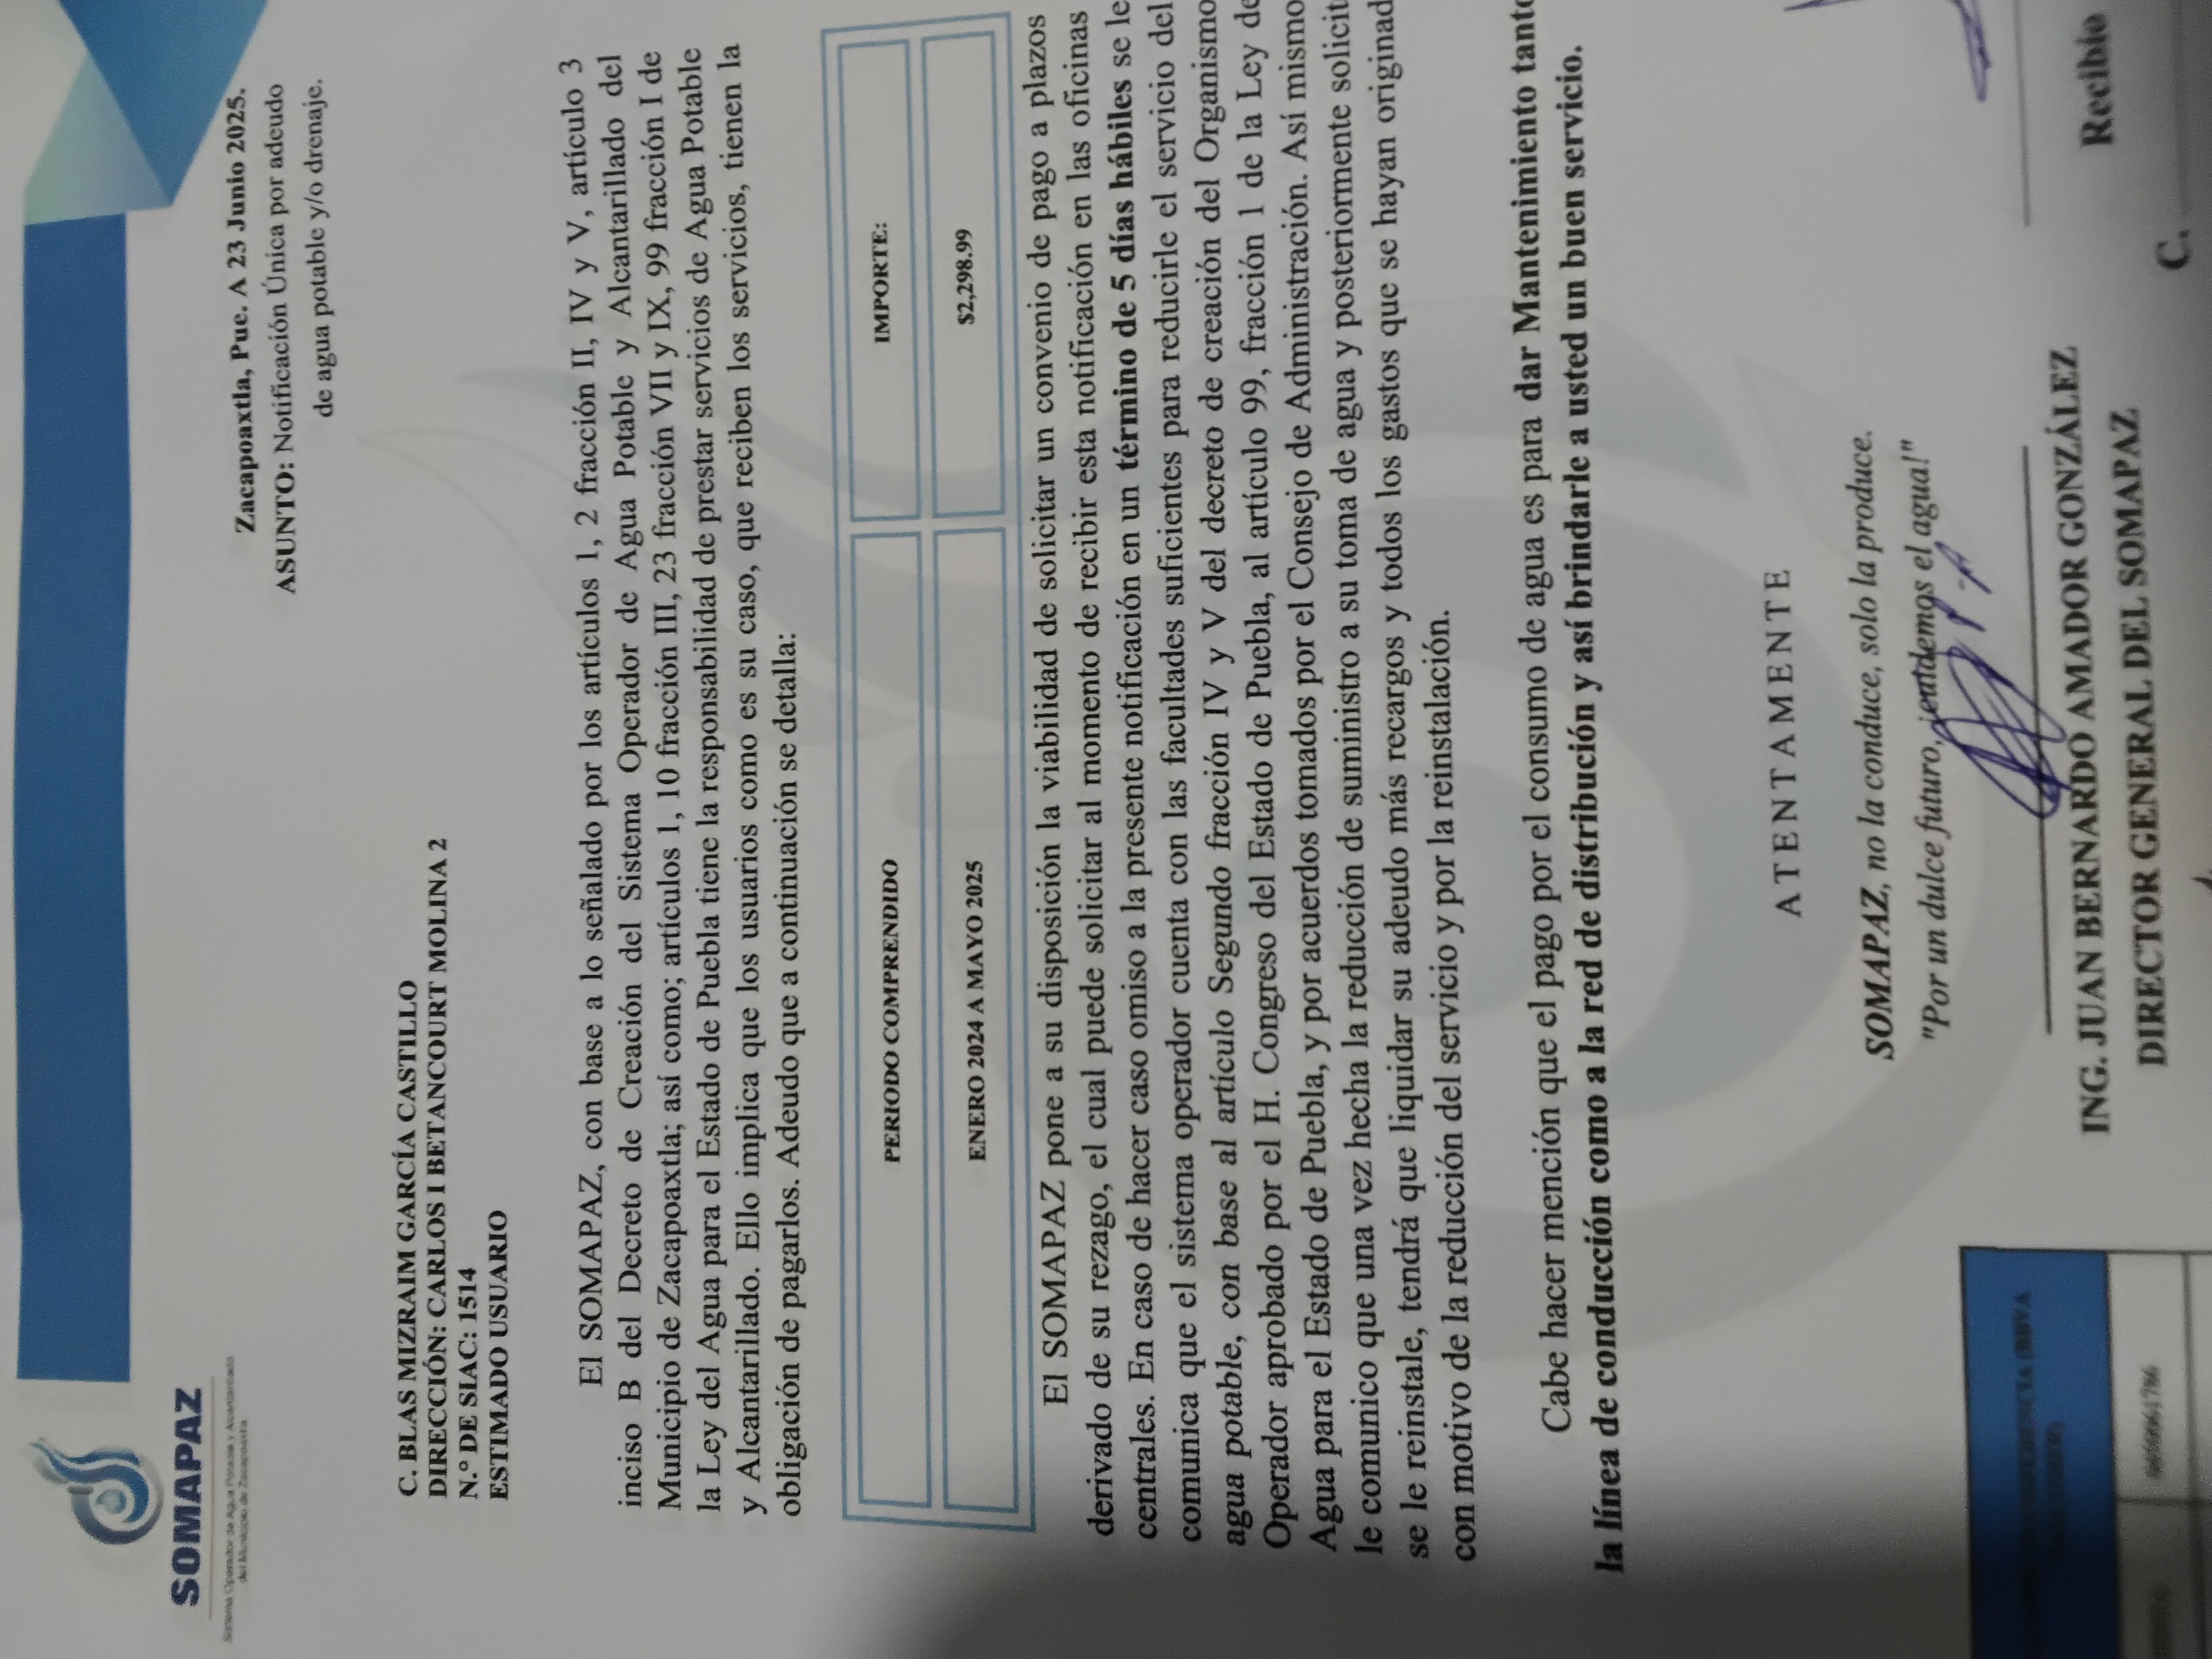 SOMAPAZ
Sistema Operador de Agua Potable y Alcantarillado
del Municipio de Zacapoaxtla
Zacapoaxtla, Pue. A 23 Junio 2025.
ASUNTO: Notificación Única por adeudo
de agua potable y/o drenaje.
C. BLAS MIZRAIM GARCÍA CASTILLO
DIRECCIÓN: CARLOS I BETANCOURT MOLINA 2
N.º DE SIAC: 1514
ESTIMADO USUARIO
El SOMAPAZ, con base a lo señalado por los artículos 1, 2 fracción II, IV y V, artículo 3
inciso B del Decreto de Creación del Sistema Operador de Agua Potable y Alcantarillado del
Municipio de Zacapoaxtla; así como; artículos 1, 10 fracción III, 23 fracción VII y IX, 99 fracción I de
la Ley del Agua para el Estado de Puebla tiene la responsabilidad de prestar servicios de Agua Potable
y Alcantarillado. Ello implica que los usuarios como es su caso, que reciben los servicios, tienen la
obligación de pagarlos. Adeudo que a continuación se detalla:
PERIODO COMPRENDIDO IMPORTE:
ENERO 2024 A MAYO 2025 $2,298.99
El SOMAPAZ pone a su disposición la viabilidad de solicitar un convenio de pago a plazos
derivado de su rezago, el cual puede solicitar al momento de recibir esta notificación en las oficinas
centrales. En caso de hacer caso omiso a la presente notificación en un término de 5 días hábiles se le
comunica que el sistema operador cuenta con las facultades suficientes para reducirle el servicio del
agua potable, con base al artículo Segundo fracción IV y V del decreto de creación del Organismo
Operador aprobado por el H. Congreso del Estado de Puebla, al artículo 99, fracción 1 de la Ley de
Agua para el Estado de Puebla, y por acuerdos tomados por el Consejo de Administración. Así mismo
le comunico que una vez hecha la reducción de suministro a su toma de agua y posteriormente solicit
se le reinstale, tendrá que liquidar su adeudo más recargos y todos los gastos que se hayan originad
con motivo de la reducción del servicio y por la reinstalación.
Cabe hacer mención que el pago por el consumo de agua es para dar Mantenimiento tanto
la línea de conducción como a la red de distribución y así brindarle a usted un buen servicio.
ATENTAMENTE
SOMAPAZ, no la conduce, solo la produce.
"Por un dulce futuro, ¡cuidemos el agua!"
P.A
ING. JUAN BERNARDO AMADOR GONZÁLEZ
DIRECTOR GENERAL DEL SOMAPAZ
Recibio
C.
(BBVA